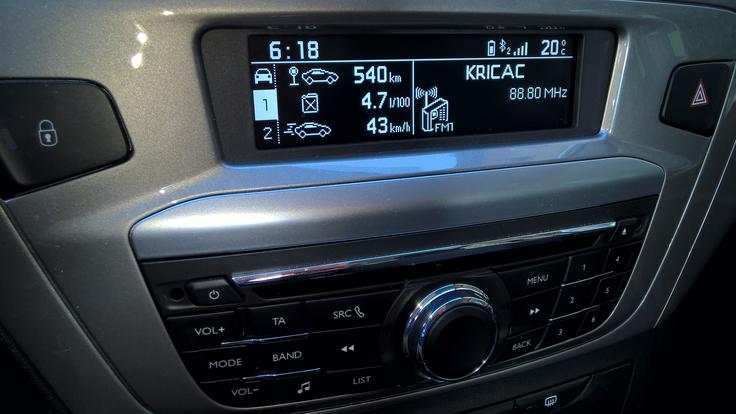 6:18
2
20°C
540 km
1
4.7 l/100
2
43 km/h
KRICAC
88.80 MHz
FM1
VOL+
TA
SRC
MENU
1
4
MODE
BAND
2
5
VOL-
LIST
BACK
3
6